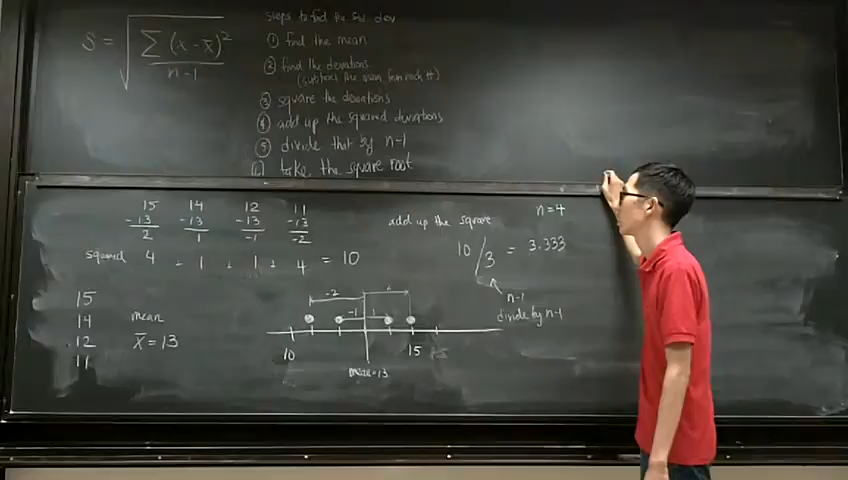 S = √ Σ (x - x̄)² / n-1
steps to find the std dev
① find the mean
② find the deviations
(subtract the mean from each #)
③ square the deviations
④ add up the squared deviations
⑤ divide that by n-1
⑥ take the square root
15 14 12 11
-13 -13 -13 -13
2 1 -1 -2
squared 4 + 1 + 1 + 4 = 10
add up the square
n=4
10 / 3 = 3.333
n-1
divide by n-1
15
14
12
11
mean
x̄ = 13
-2
-1 1
10 15
mean=13